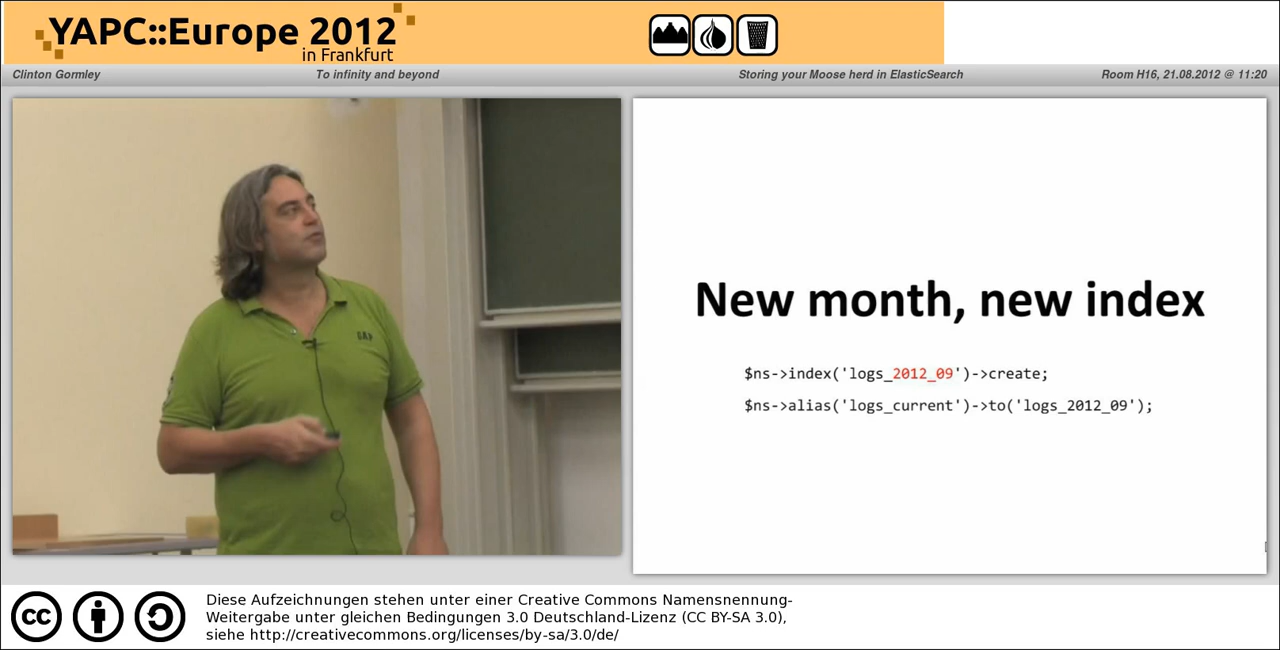 YAPC::Europe 2012
in Frankfurt
Clinton Gormley To infinity and beyond Storing your Moose herd in ElasticSearch Room H16, 21.08.2012 @ 11:20
GAP
New month, new index
$ns->index('logs_2012_09')->create;
$ns->alias('logs_current')->to('logs_2012_09');
cc
Diese Aufzeichnungen stehen unter einer Creative Commons Namensnennung-
Weitergabe unter gleichen Bedingungen 3.0 Deutschland-Lizenz (CC BY-SA 3.0),
siehe http://creativecommons.org/licenses/by-sa/3.0/de/